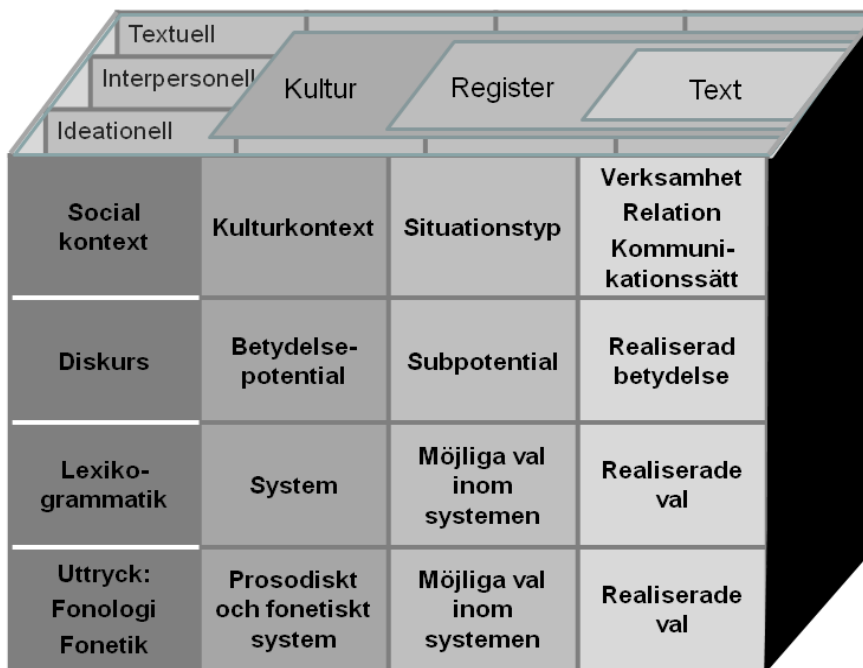 Textuell
Interpersonell
Ideationell
Kultur
Register
Text
Social
kontext
Kulturkontext
Situationstyp
Verksamhet
Relation
Kommuni-
kationssätt
Diskurs
Betydelse-
potential
Subpotential
Realiserad
betydelse
Lexiko-
grammatik
System
Möjliga val
inom
systemen
Realiserade
val
Uttryck:
Fonologi
Fonetik
Prosodiskt
och fonetiskt
system
Möjliga val
inom
systemen
Realiserade
val